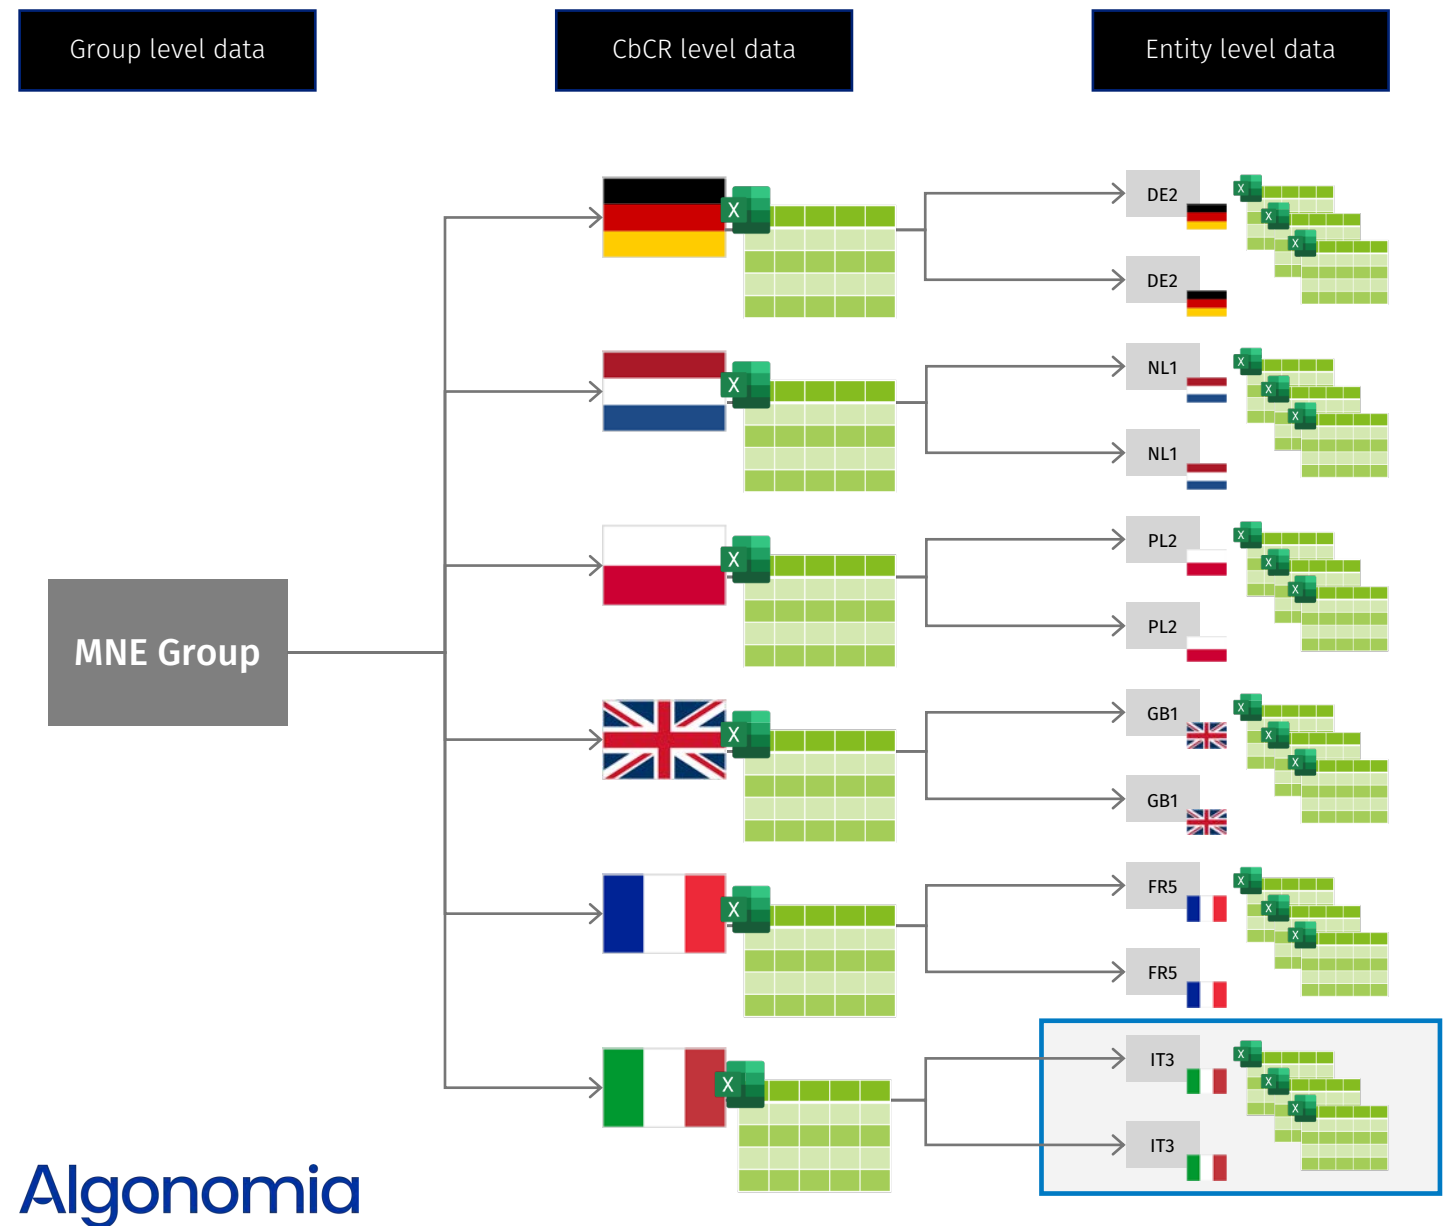 Group level data
CbCR level data
Entity level data
X
DE2
X
X
X
DE2
X
NL1
X
X
X
NL1
X
PL2
X
X
X
PL2
MNE Group
X
GB1
X
X
X
GB1
X
FR5
X
X
X
FR5
X
IT3
X
X
X
IT3
Algonomia